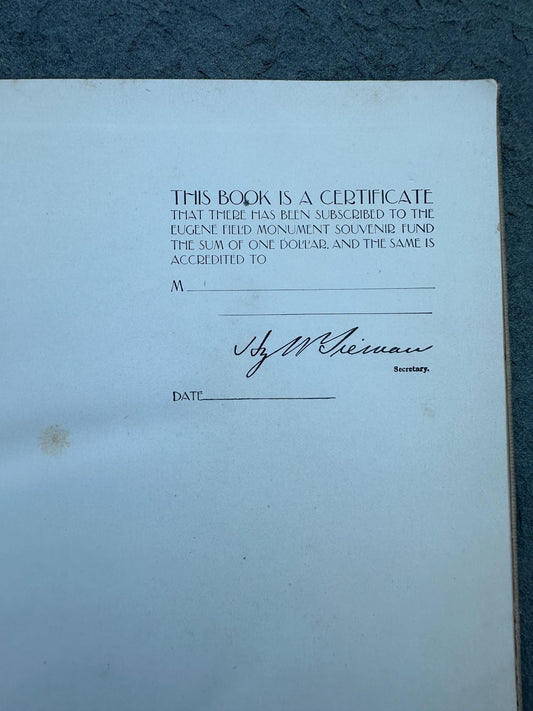 THIS BOOK IS A CERTIFICATE
THAT THERE HAS BEEN SUBSCRIBED TO THE
EUGENE FIELD MONUMENT SOUVENIR FUND
THE SUM OF ONE DOLLAR, AND THE SAME IS
ACCREDITED TO
M
Secretary.
DATE